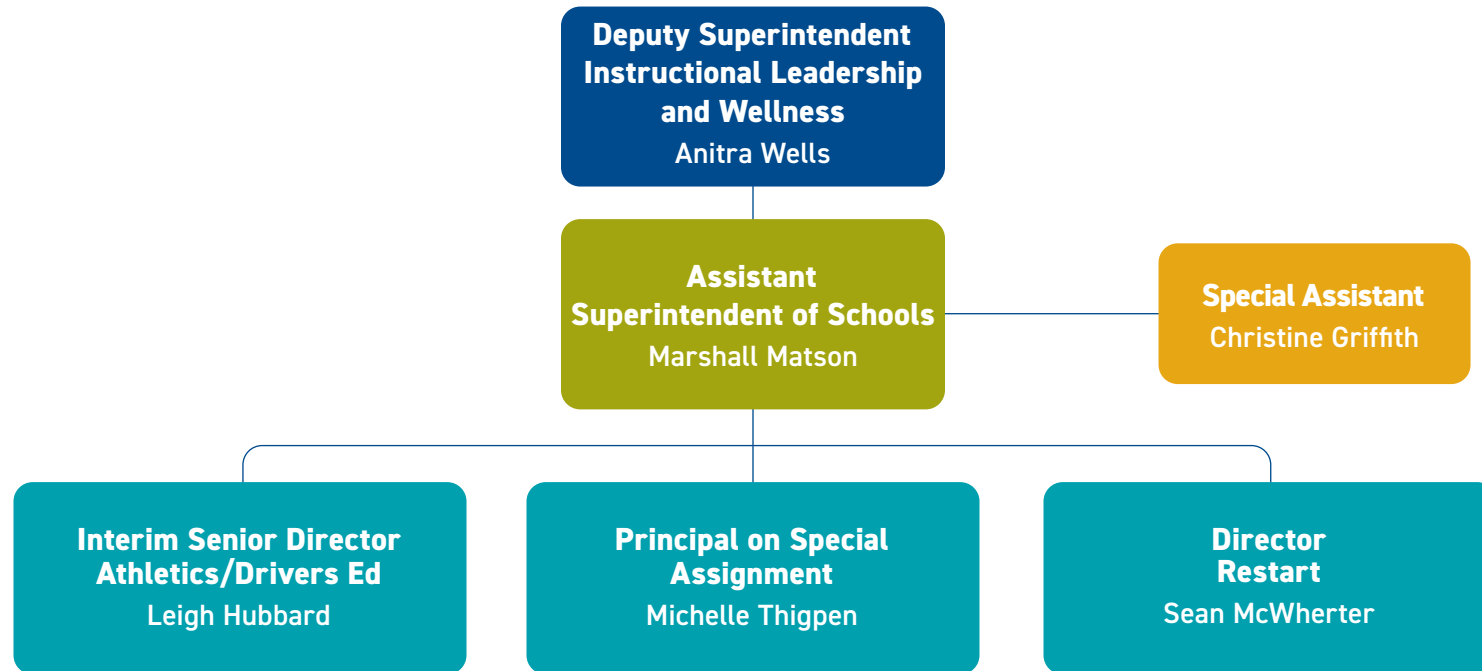 Deputy Superintendent
Instructional Leadership
and Wellness
Anitra Wells
Assistant
Superintendent of Schools
Marshall Matson
Special Assistant
Christine Griffith
Interim Senior Director
Athletics/Drivers Ed
Leigh Hubbard
Principal on Special
Assignment
Michelle Thigpen
Director
Restart
Sean McWherter